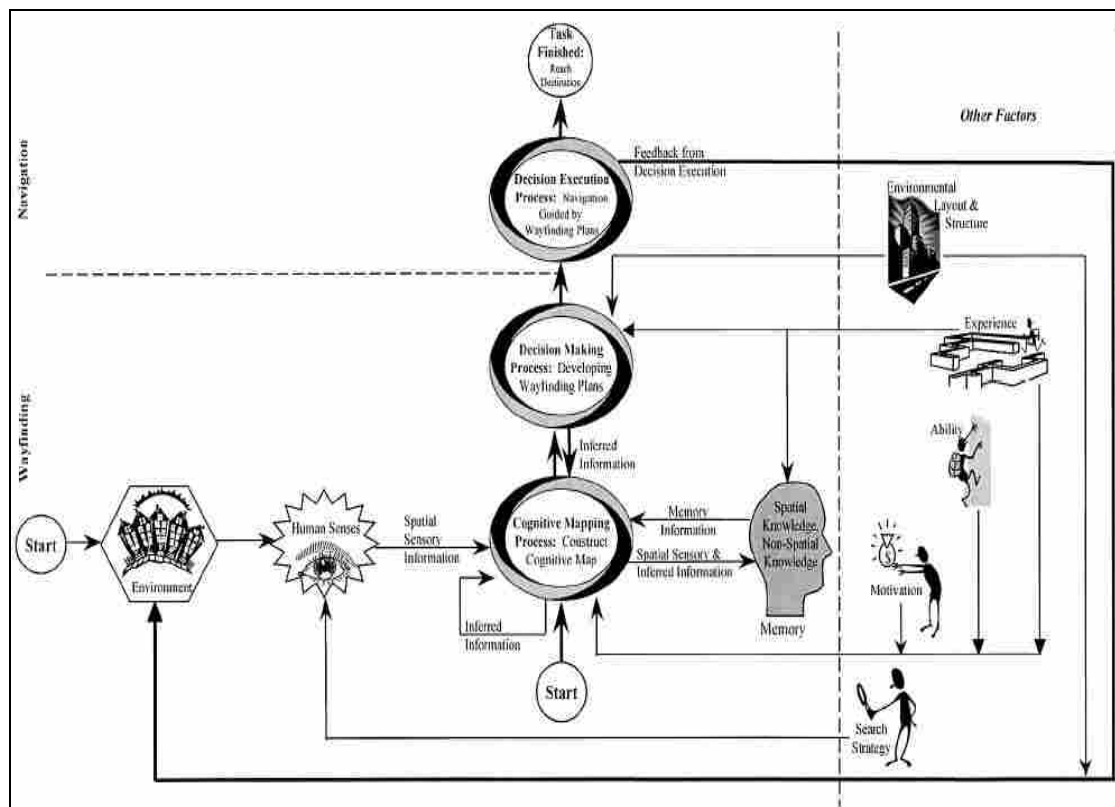 Task
Finished:
Reach
Destination
Other Factors
Navigation
Feedback from
Decision Execution
Decision Execution
Process: Navigation
Guided by
Wayfinding Plans
Environmental
Layout &
Structure
Experience
Decision Making
Process: Developing
Wayfinding Plans
Wayfinding
Ability
Inferred
Information
Start
Environment
Human Senses
Spatial
Sensory
Information
Cognitive Mapping
Process: Construct
Cognitive Map
Memory
Information
Spatial Sensory &
Inferred Information
Spatial
Knowledge,
Non-Spatial
Knowledge
Memory
Motivation
Inferred
Information
Start
Search
Strategy